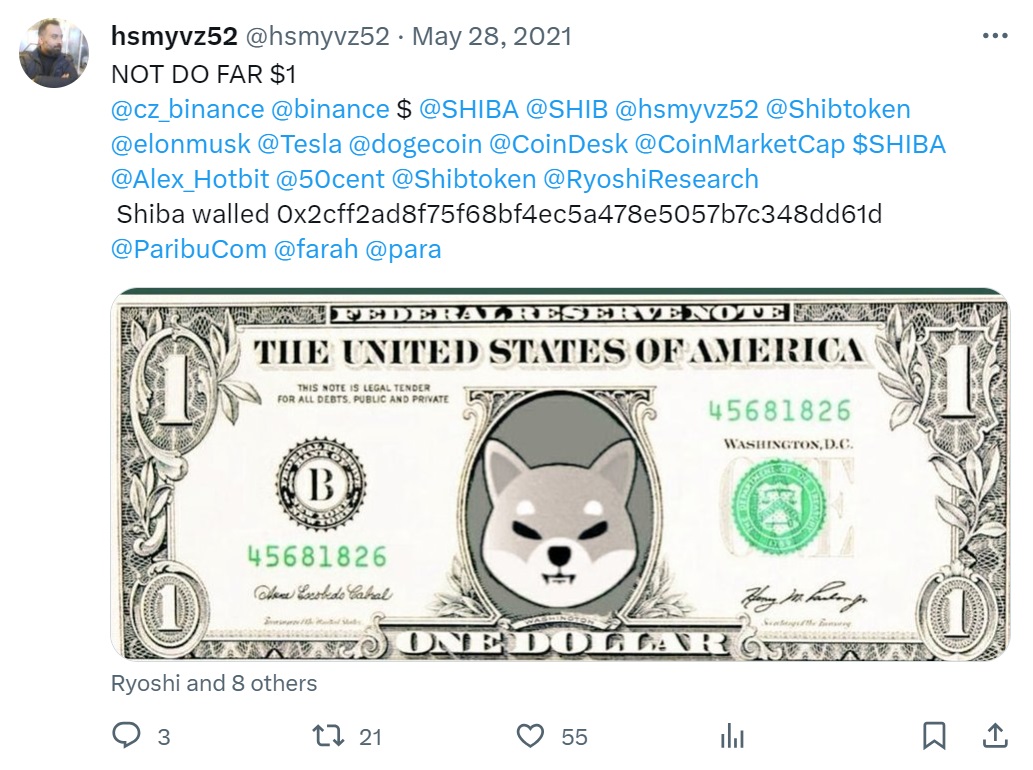 hsmyvz52 @hsmyvz52 · May 28, 2021
NOT DO FAR $1
@cz_binance @binance $ @SHIBA @SHIB @hsmyvz52 @Shibtoken
@elonmusk @Tesla @dogecoin @CoinDesk @CoinMarketCap $SHIBA
@Alex_Hotbit @50cent @Shibtoken @RyoshiResearch
Shiba walled 0x2cff2ad8f75f68bf4ec5a478e5057b7c348dd61d
@ParibuCom @farah @para
FEDERAL RESERVE NOTE
1 THE UNITED STATES OF AMERICA 1
THIS NOTE IS LEGAL TENDER
FOR ALL DEBTS, PUBLIC AND PRIVATE
45681826
WASHINGTON, D.C.
B
ONE
45681826
1 1
WASHINGTON
ONE DOLLAR
Ryoshi and 8 others
3 21 55